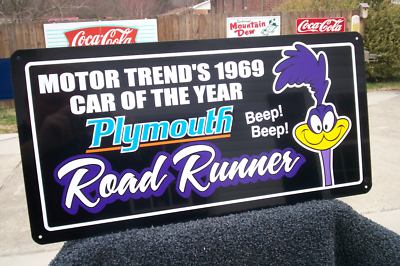 Coca-Cola
MOUNTAIN
DEW
Coca-Cola
MOTOR TREND'S 1969
CAR OF THE YEAR
Plymouth
Beep!
Beep!
Road Runner